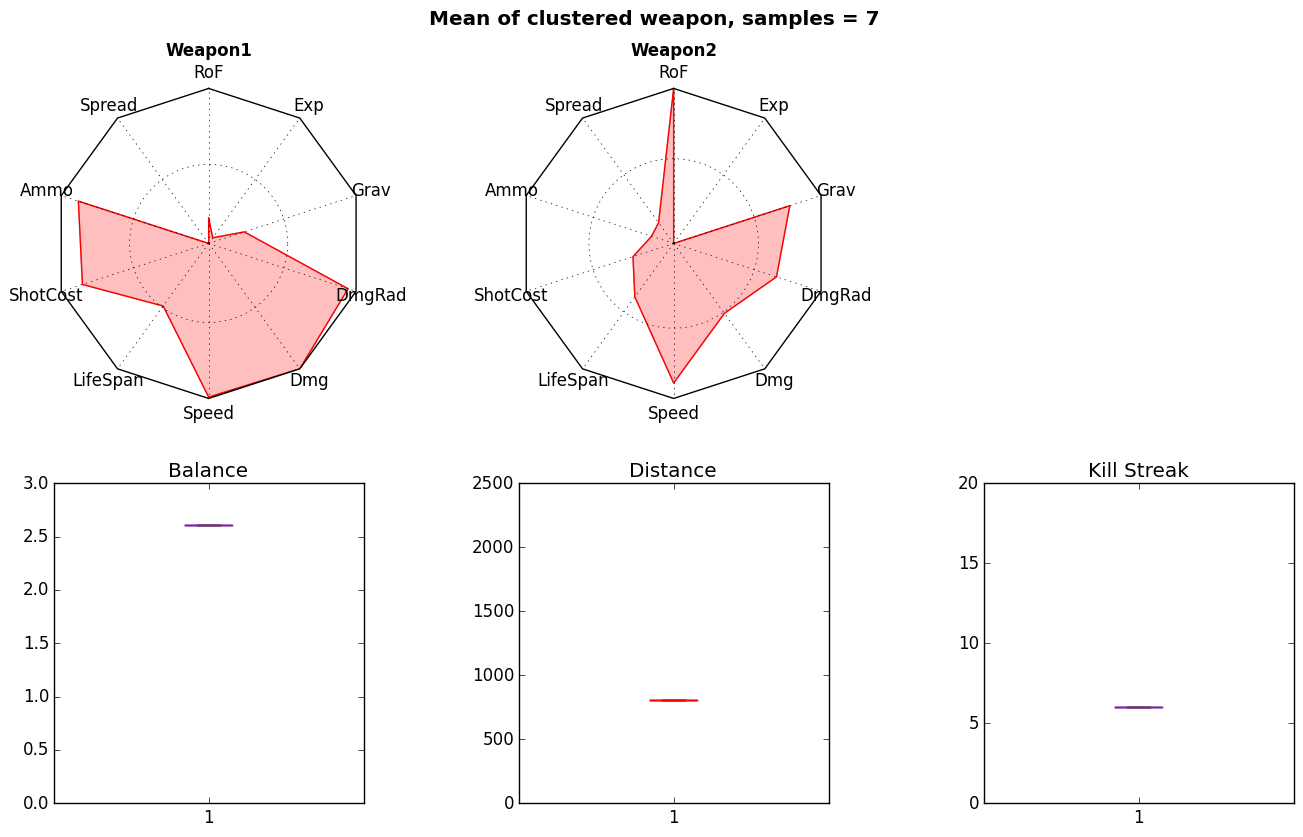 Mean of clustered weapon, samples = 7
Weapon1
RoF
Exp
Grav
DmgRad
Dmg
Speed
LifeSpan
ShotCost
Ammo
Spread
Weapon2
RoF
Exp
Grav
DmgRad
Dmg
Speed
LifeSpan
ShotCost
Ammo
Spread
Balance
3.0
2.5
2.0
1.5
1.0
0.5
0.0
1
Distance
2500
2000
1500
1000
500
0
1
Kill Streak
20
15
10
5
0
1